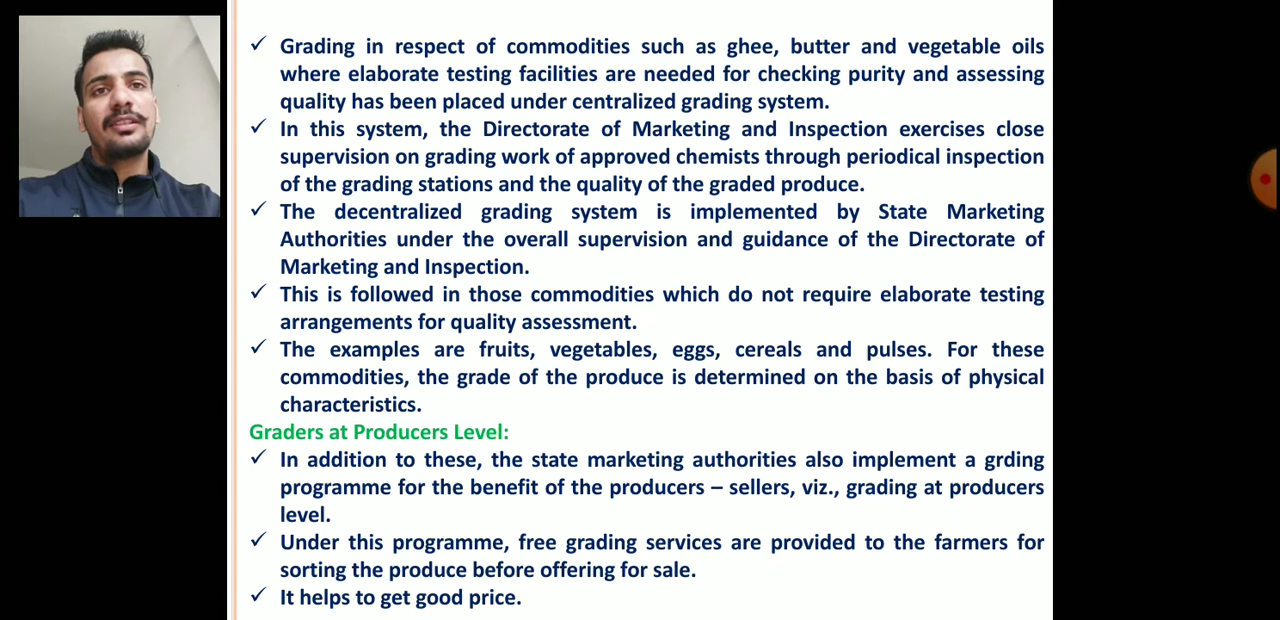 ✓ Grading in respect of commodities such as ghee, butter and vegetable oils
where elaborate testing facilities are needed for checking purity and assessing
quality has been placed under centralized grading system.
✓ In this system, the Directorate of Marketing and Inspection exercises close
supervision on grading work of approved chemists through periodical inspection
of the grading stations and the quality of the graded produce.
✓ The decentralized grading system is implemented by State Marketing
Authorities under the overall supervision and guidance of the Directorate of
Marketing and Inspection.
✓ This is followed in those commodities which do not require elaborate testing
arrangements for quality assessment.
✓ The examples are fruits, vegetables, eggs, cereals and pulses. For these
commodities, the grade of the produce is determined on the basis of physical
characteristics.
Graders at Producers Level:
✓ In addition to these, the state marketing authorities also implement a grding
programme for the benefit of the producers – sellers, viz., grading at producers
level.
✓ Under this programme, free grading services are provided to the farmers for
sorting the produce before offering for sale.
✓ It helps to get good price.